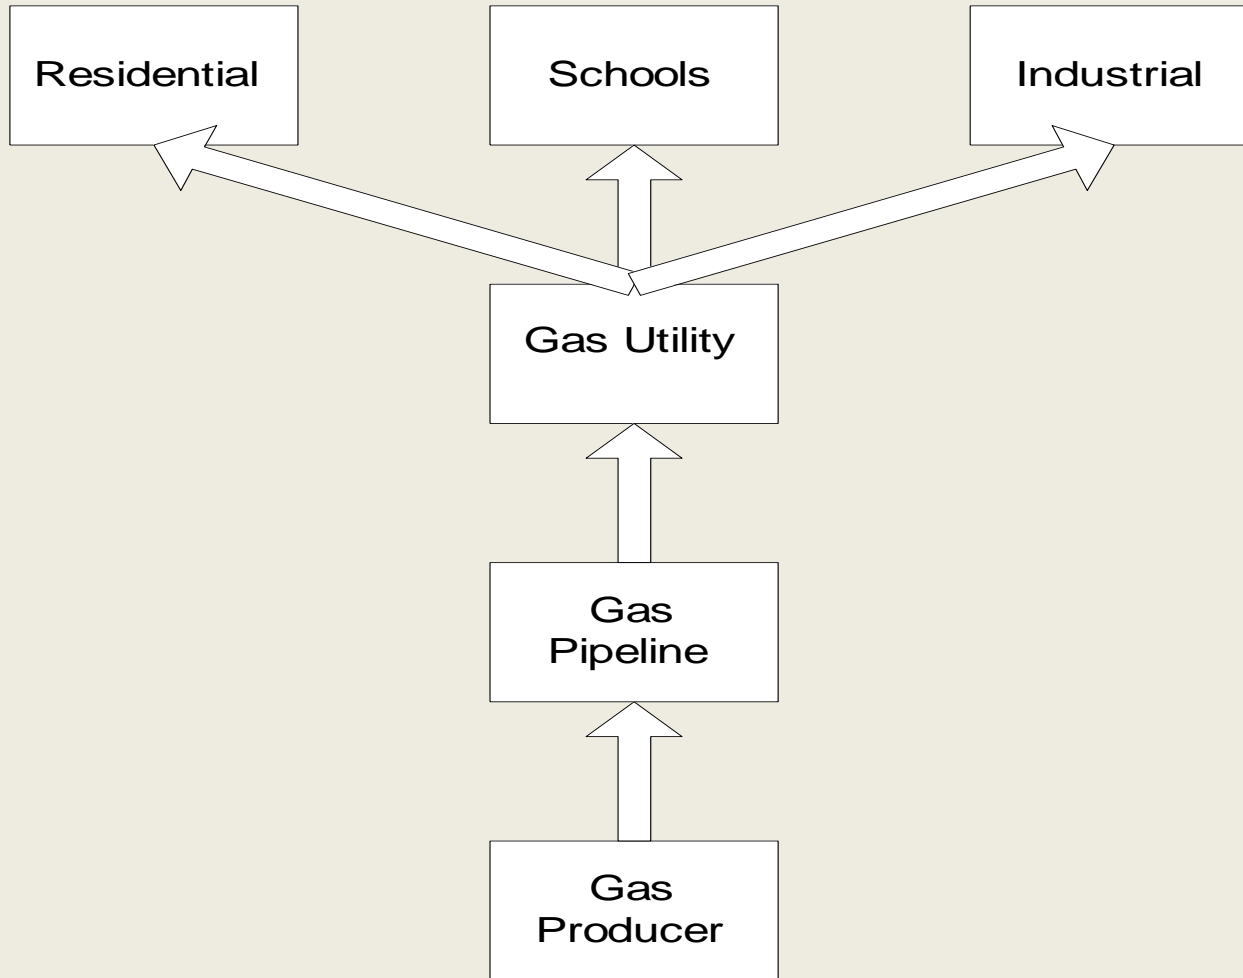 Residential
Schools
Industrial
Gas Utility
Gas
Pipeline
Gas
Producer